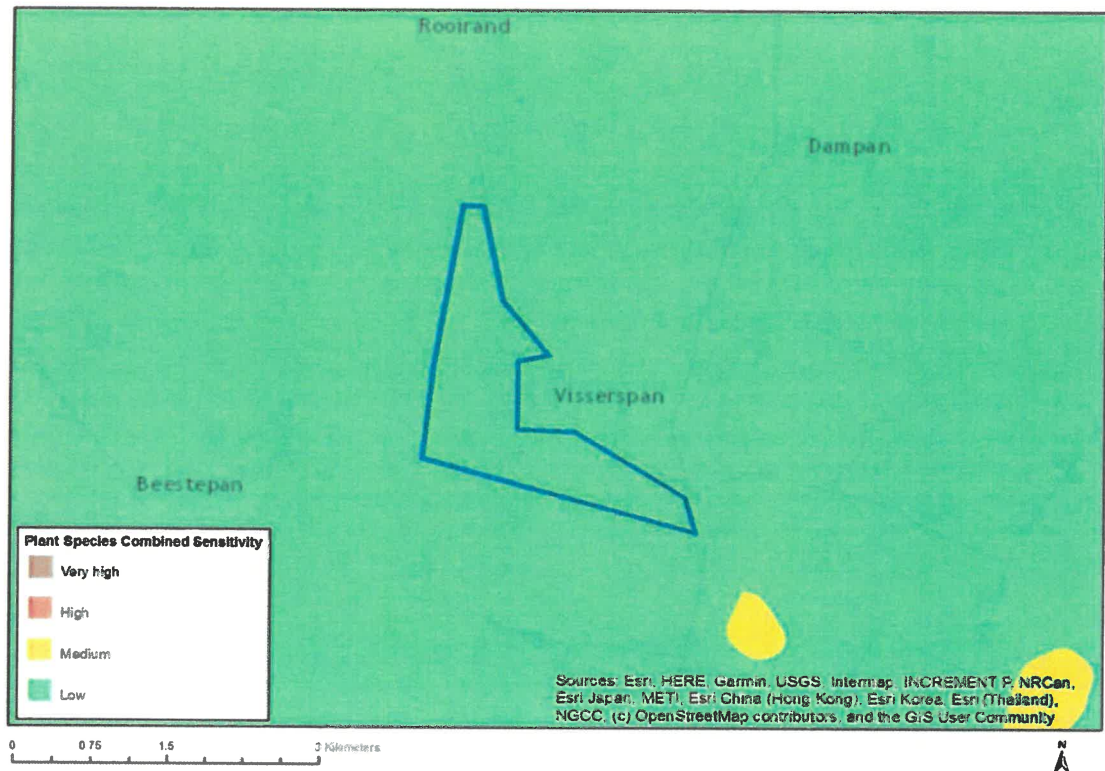 Rooirand
Dampan
Visserspan
Beestepan
Plant Species Combined Sensitivity
Very high
High
Medium
Low
Sources: Esri, HERE, Garmin, USGS, Intermap, INCREMENT P, NRCan,
Esri Japan, METI, Esri China (Hong Kong), Esri Korea, Esri (Thailand),
NGCC, (c) OpenStreetMap contributors, and the GIS User Community
0 0.75 1.5 3 Kilometers
N